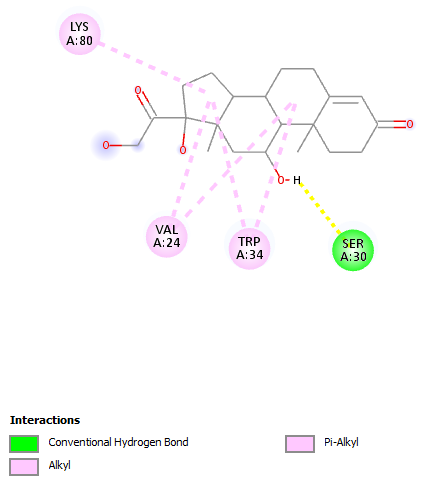 LYS
A:80
O
O
O
O
O
O-H
VAL
A:24
TRP
A:34
SER
A:30
Interactions
Conventional Hydrogen Bond
Pi-Alkyl
Alkyl